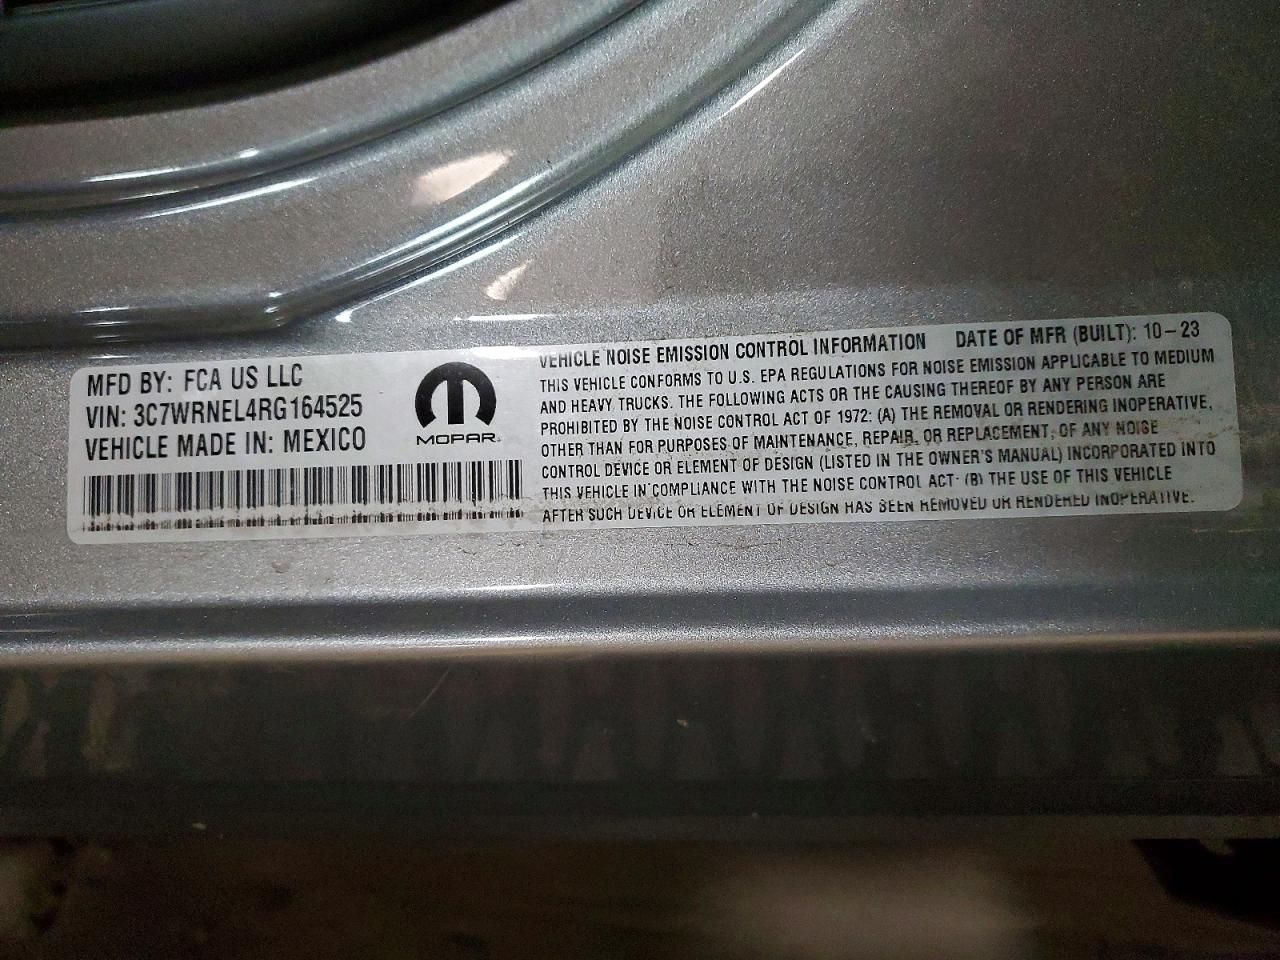 MFD BY: FCA US LLC
VIN: 3C7WRNEL4RG164525
VEHICLE MADE IN: MEXICO
MOPAR
VEHICLE NOISE EMISSION CONTROL INFORMATION DATE OF MFR (BUILT): 10-23
THIS VEHICLE CONFORMS TO U.S. EPA REGULATIONS FOR NOISE EMISSION APPLICABLE TO MEDIUM
AND HEAVY TRUCKS. THE FOLLOWING ACTS OR THE CAUSING THEREOF BY ANY PERSON ARE
PROHIBITED BY THE NOISE CONTROL ACT OF 1972: (A) THE REMOVAL OR RENDERING INOPERATIVE,
OTHER THAN FOR PURPOSES OF MAINTENANCE, REPAIR, OR REPLACEMENT, OF ANY NOISE
CONTROL DEVICE OR ELEMENT OF DESIGN (LISTED IN THE OWNER'S MANUAL) INCORPORATED INTO
THIS VEHICLE IN COMPLIANCE WITH THE NOISE CONTROL ACT· (B) THE USE OF THIS VEHICLE
AFTER SUCH DEVICE OR ELEMENT OF DESIGN HAS BEEN REMOVED OR RENDERED INOPERATIVE.